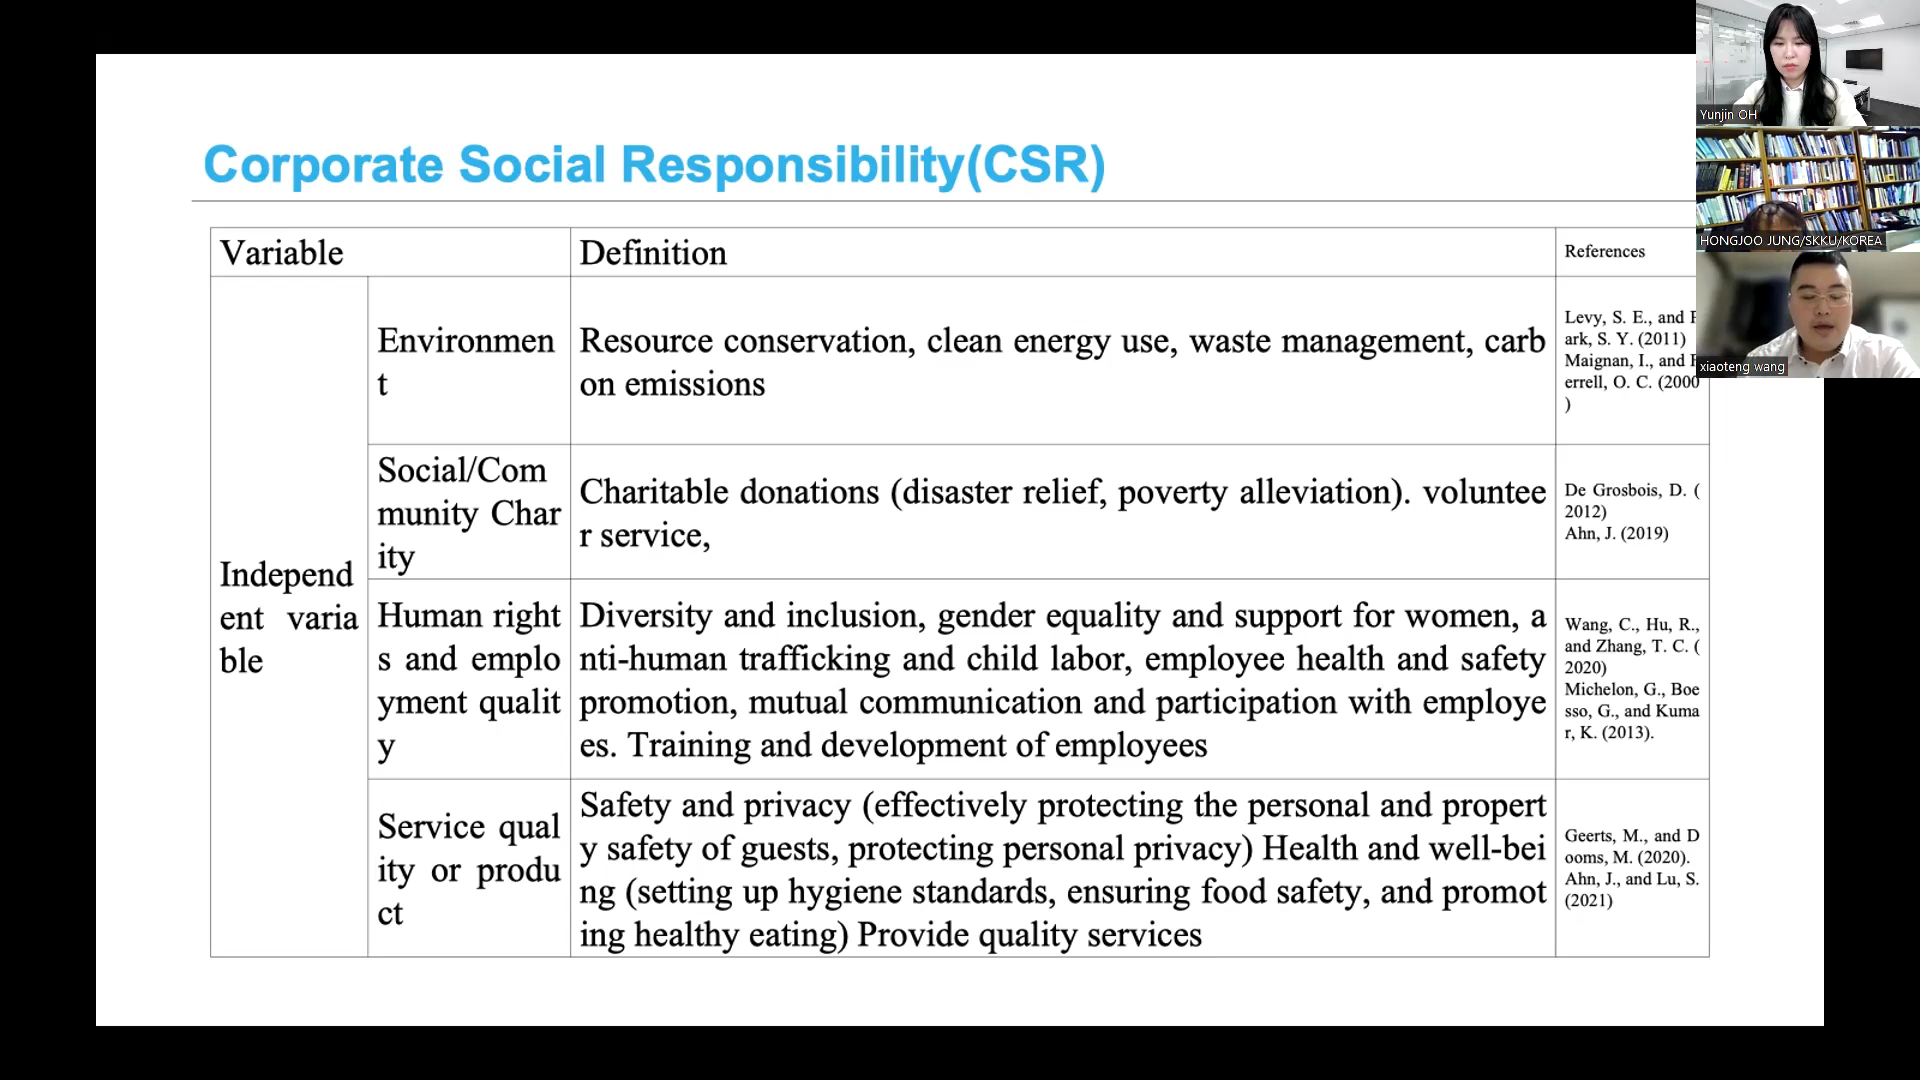 Corporate Social Responsibility(CSR)
Variable
Definition
References
Independ
ent varia
ble
Environmen
t
Resource conservation, clean energy use, waste management, carb
on emissions
Levy, S. E., and
ark, S. Y. (2011)
Maignan, I., and
errell, O. C. (2000
)
Social/Com
munity Char
ity
Charitable donations (disaster relief, poverty alleviation). voluntee
r service,
De Grosbois, D. (
2012)
Ahn, J. (2019)
Human right
s and emplo
yment qualit
y
Diversity and inclusion, gender equality and support for women, a
nti-human trafficking and child labor, employee health and safety
promotion, mutual communication and participation with employe
es. Training and development of employees
Wang, C., Hu, R.,
and Zhang, T. C. (
2020)
Michelon, G., Boe
sso, G., and Kuma
r, K. (2013).
Service qual
ity or produ
ct
Safety and privacy (effectively protecting the personal and propert
y safety of guests, protecting personal privacy) Health and well-bei
ng (setting up hygiene standards, ensuring food safety, and promot
ing healthy eating) Provide quality services
Geerts, M., and D
ooms, M. (2020).
Ahn, J., and Lu, S.
(2021)
Yunjin OH
HONGJOO JUNG/SKKU/KOREA
xiaoteng wang